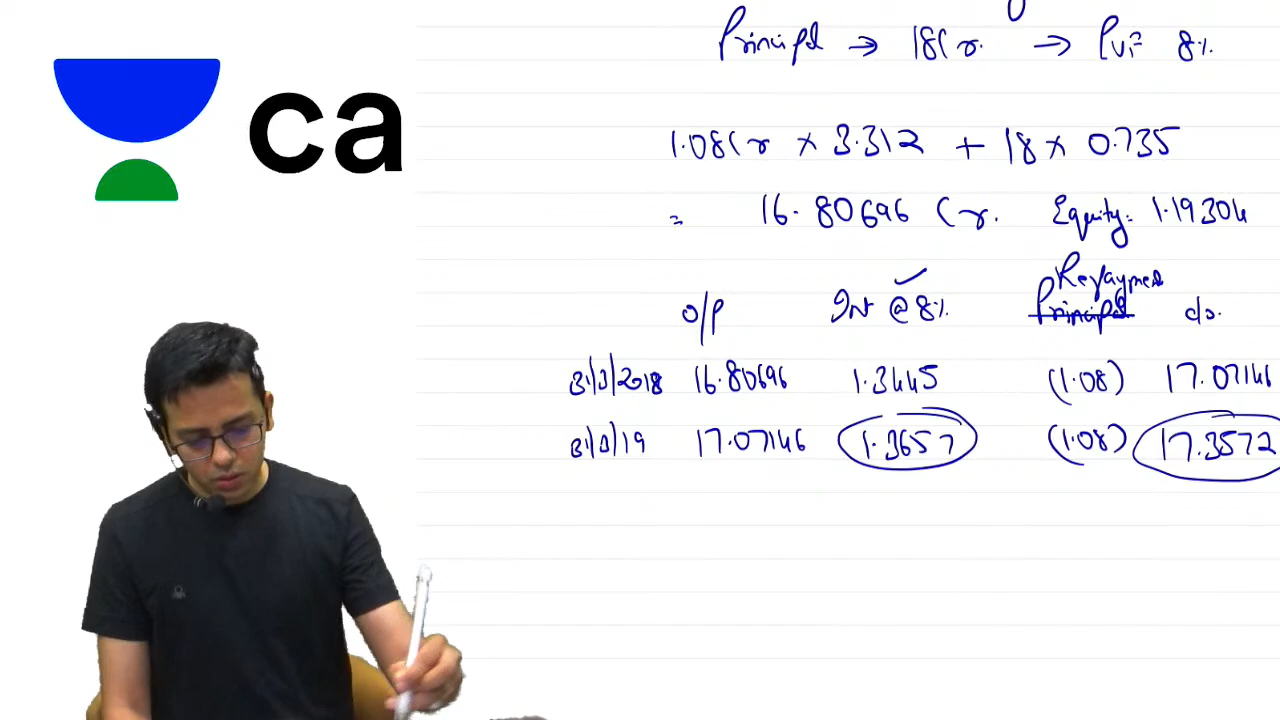 ca
Principal → 18Cr. → PVF 8%
1.08Cr × 3.312 + 18 × 0.735
= 16.80696 Cr. Equity: 1.19304
Repayment
O/P Int @ 8% Principal c/s.
31/3/2018 16.80696 1.3445 (1.08) 17.07146
31/3/19 17.07146 1.3657 (1.08) 17.3572